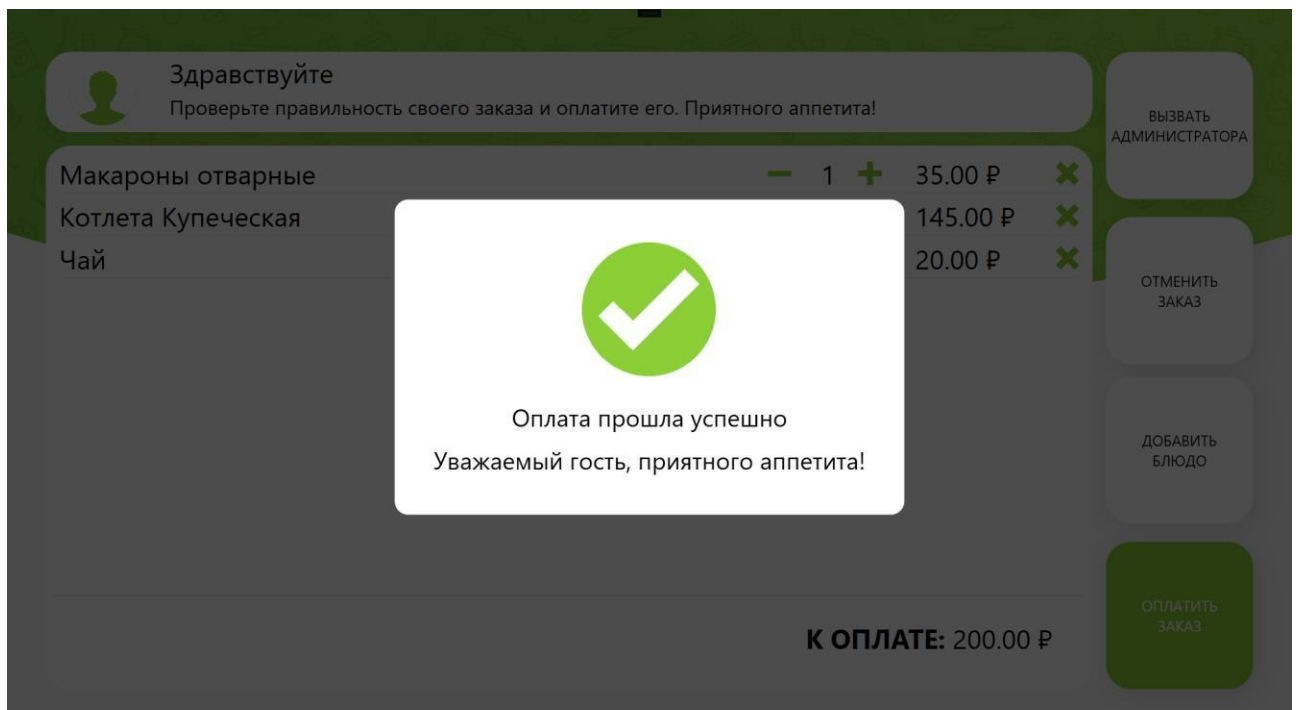 Здравствуйте
Проверьте правильность своего заказа и оплатите его. Приятного аппетита!
ВЫЗВАТЬ
АДМИНИСТРАТОРА
Макароны отварные − 1 + 35.00 ₽
Котлета Купеческая 145.00 ₽
Чай 20.00 ₽
ОТМЕНИТЬ
ЗАКАЗ
Оплата прошла успешно
Уважаемый гость, приятного аппетита!
ДОБАВИТЬ
БЛЮДО
К ОПЛАТЕ: 200.00 ₽
ОПЛАТИТЬ
ЗАКАЗ